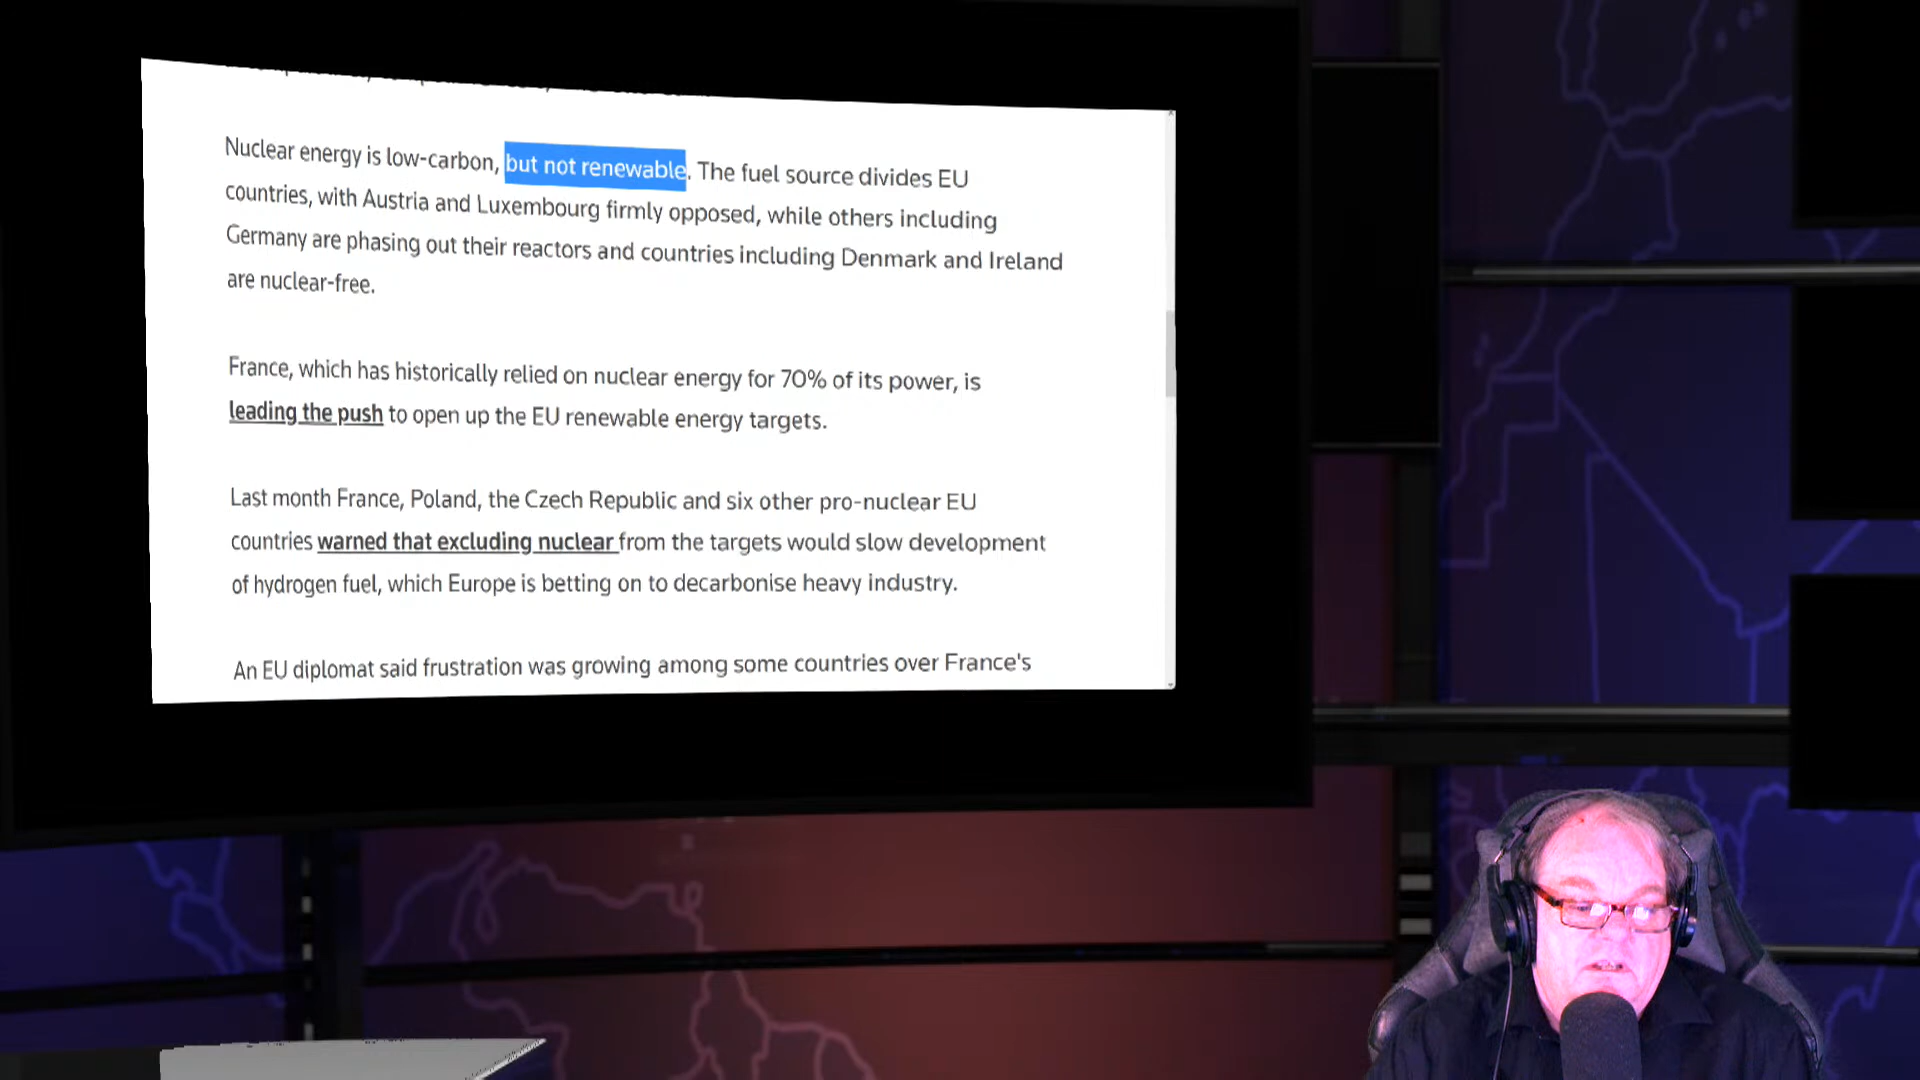 Nuclear energy is low-carbon, but not renewable. The fuel source divides EU
countries, with Austria and Luxembourg firmly opposed, while others including
Germany are phasing out their reactors and countries including Denmark and Ireland
are nuclear-free.
France, which has historically relied on nuclear energy for 70% of its power, is
leading the push to open up the EU renewable energy targets.
Last month France, Poland, the Czech Republic and six other pro-nuclear EU
countries warned that excluding nuclear from the targets would slow development
of hydrogen fuel, which Europe is betting on to decarbonise heavy industry.
An EU diplomat said frustration was growing among some countries over France's